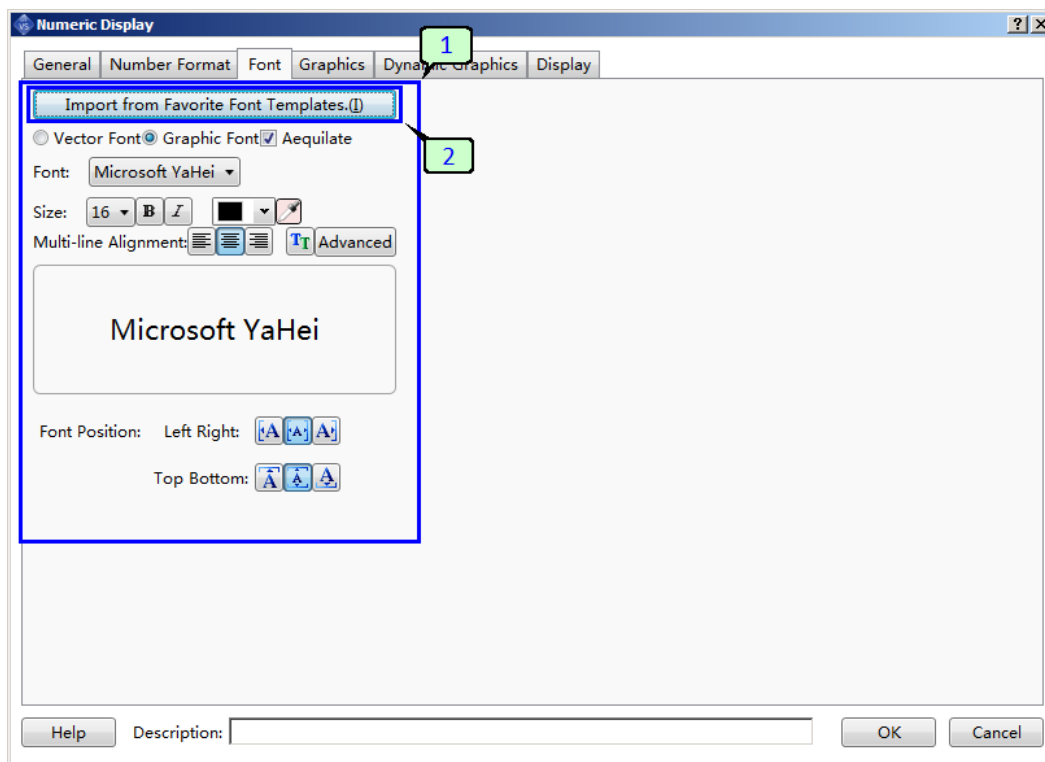 Numeric Display
1
General Number Format Font Graphics Dynamic Graphics Display
Import from Favorite Font Templates.(I)
Vector Font Graphic Font Aequilate
2
Font: Microsoft YaHei
Size: 16 B I
Multi-line Alignment: TT Advanced
Microsoft YaHei
Font Position: Left Right: A A A
Top Bottom: A A A
Help Description: OK Cancel